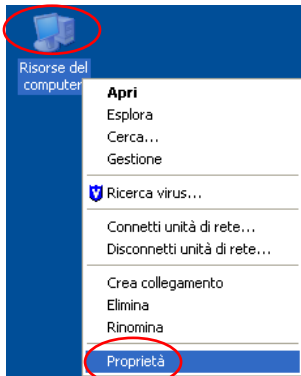 Risorse del
computer
Apri
Esplora
Cerca...
Gestione
Ricerca virus...
Connetti unità di rete...
Disconnetti unità di rete...
Crea collegamento
Elimina
Rinomina
Proprietà